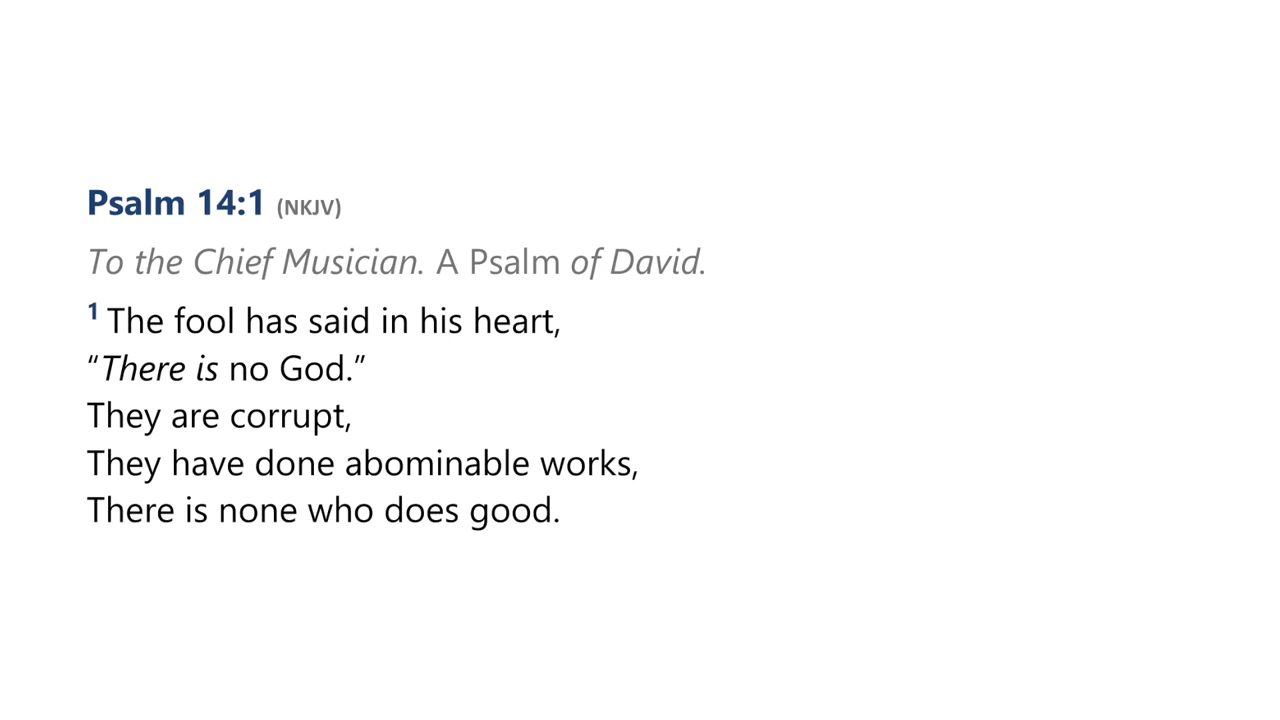 Psalm 14:1 (NKJV)
To the Chief Musician. A Psalm of David.
1 The fool has said in his heart,
“There is no God.”
They are corrupt,
They have done abominable works,
There is none who does good.